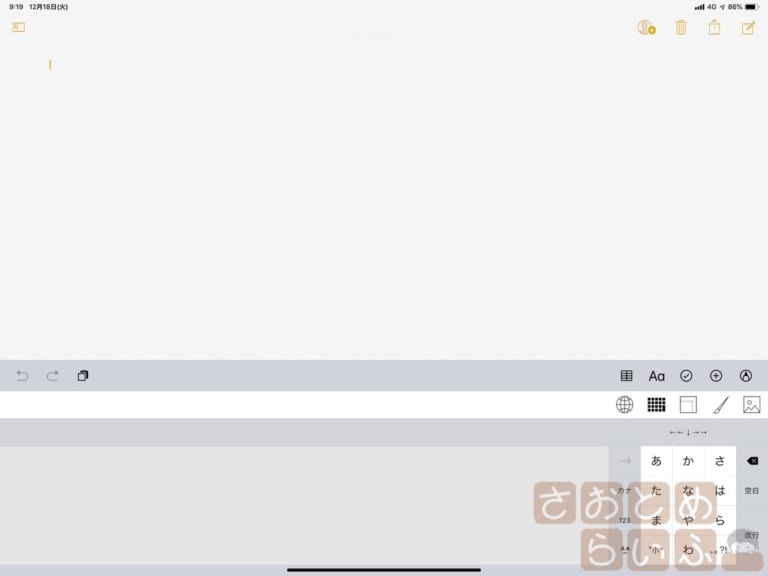 9:19 12月18日(火) 4G 86%
Aa
←←↓→→
→ あ か さ
カナ た な は 空白
123 ま や ら 改行
^^ 小 わ 、。?!
さおとめ
らいふ